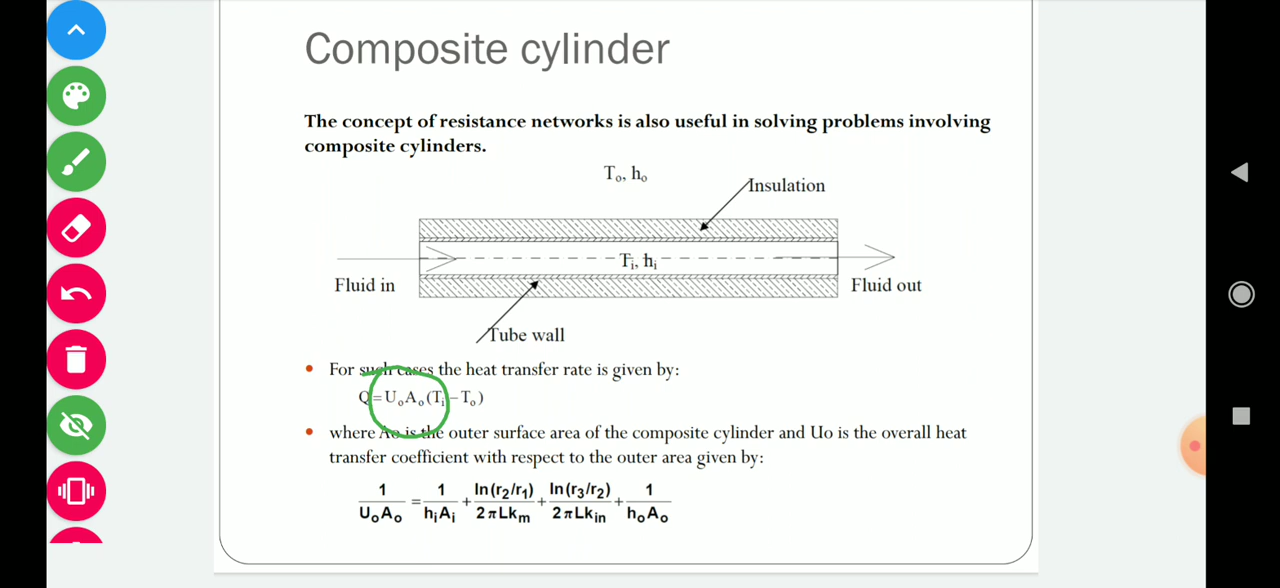 Composite cylinder
The concept of resistance networks is also useful in solving problems involving
composite cylinders.
Tₒ, hₒ
Insulation
Tᵢ, hᵢ
Fluid in
Fluid out
Tube wall
• For such cases the heat transfer rate is given by:
Q=UₒAₒ(Tᵢ−Tₒ)
• where Ao is the outer surface area of the composite cylinder and Uo is the overall heat
transfer coefficient with respect to the outer area given by:
1/(UₒAₒ) = 1/(hᵢAᵢ) + ln(r₂/r₁)/(2πLkₘ) + ln(r₃/r₂)/(2πLkᵢₙ) + 1/(hₒAₒ)